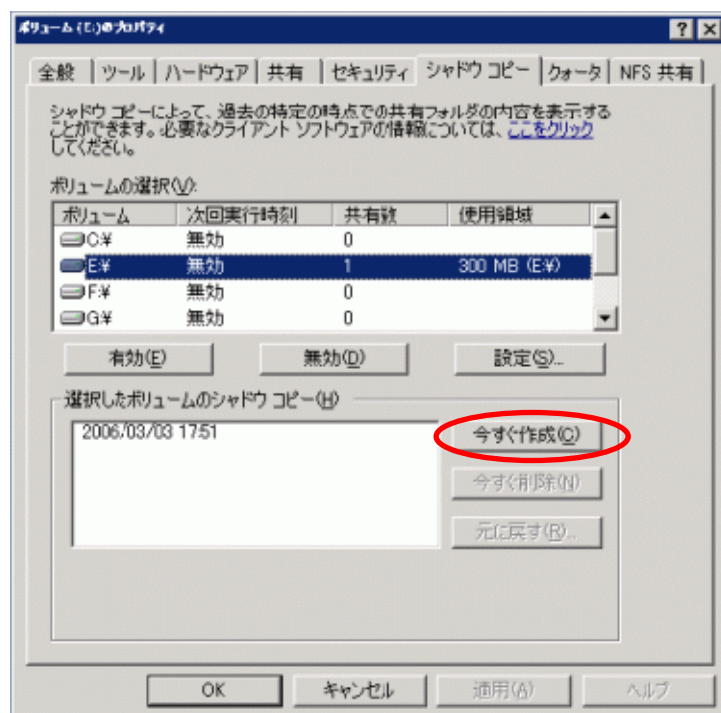 ボリューム (E:)のプロパティ
全般 ツール ハードウェア 共有 セキュリティ シャドウ コピー クォータ NFS 共有
シャドウ コピーによって、過去の特定の時点での共有フォルダの内容を表示する
ことができます。必要なクライアント ソフトウェアの情報については、ここをクリック
してください。
ボリュームの選択(V):
ボリューム 次回実行時刻 共有数 使用領域
C:¥ 無効 0
E:¥ 無効 1 300 MB (E:¥)
F:¥ 無効 0
G:¥ 無効 0
有効(E) 無効(D) 設定(S)...
選択したボリュームのシャドウ コピー(H)
2006/03/03 17:51
今すぐ作成(C)
今すぐ削除(N)
元に戻す(R)...
OK キャンセル 適用(A) ヘルプ